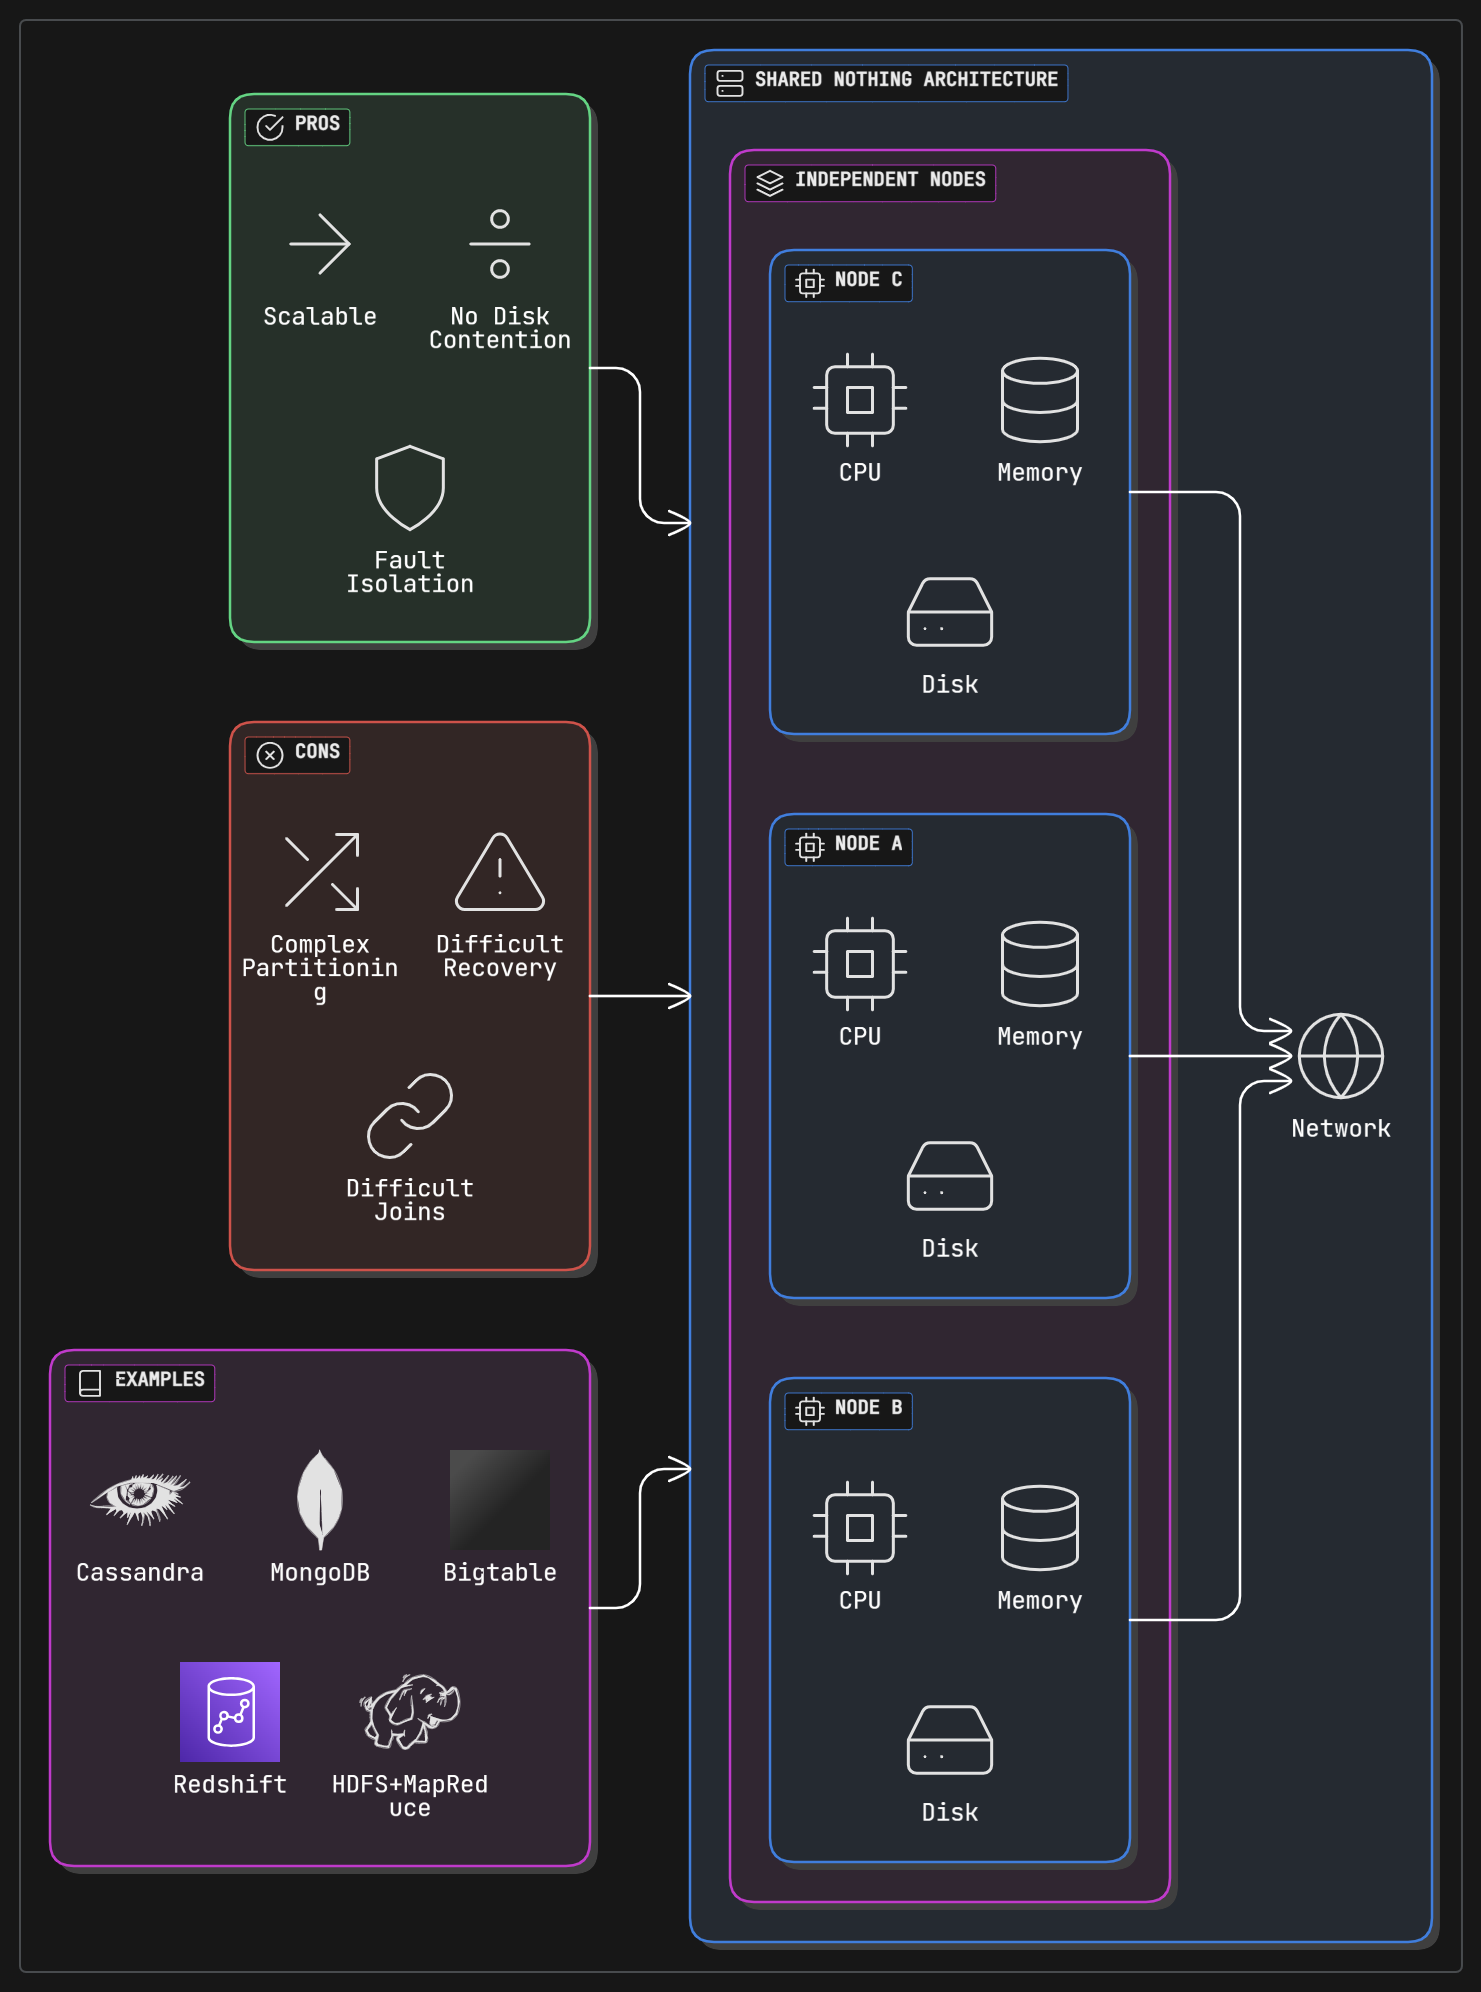 PROS
Scalable
No Disk
Contention
Fault
Isolation
CONS
Complex
Partitionin
g
Difficult
Recovery
Difficult
Joins
EXAMPLES
Cassandra
MongoDB
Bigtable
Redshift
HDFS+MapRed
uce
SHARED NOTHING ARCHITECTURE
INDEPENDENT NODES
NODE C
CPU
Memory
Disk
NODE A
CPU
Memory
Disk
NODE B
CPU
Memory
Disk
Network